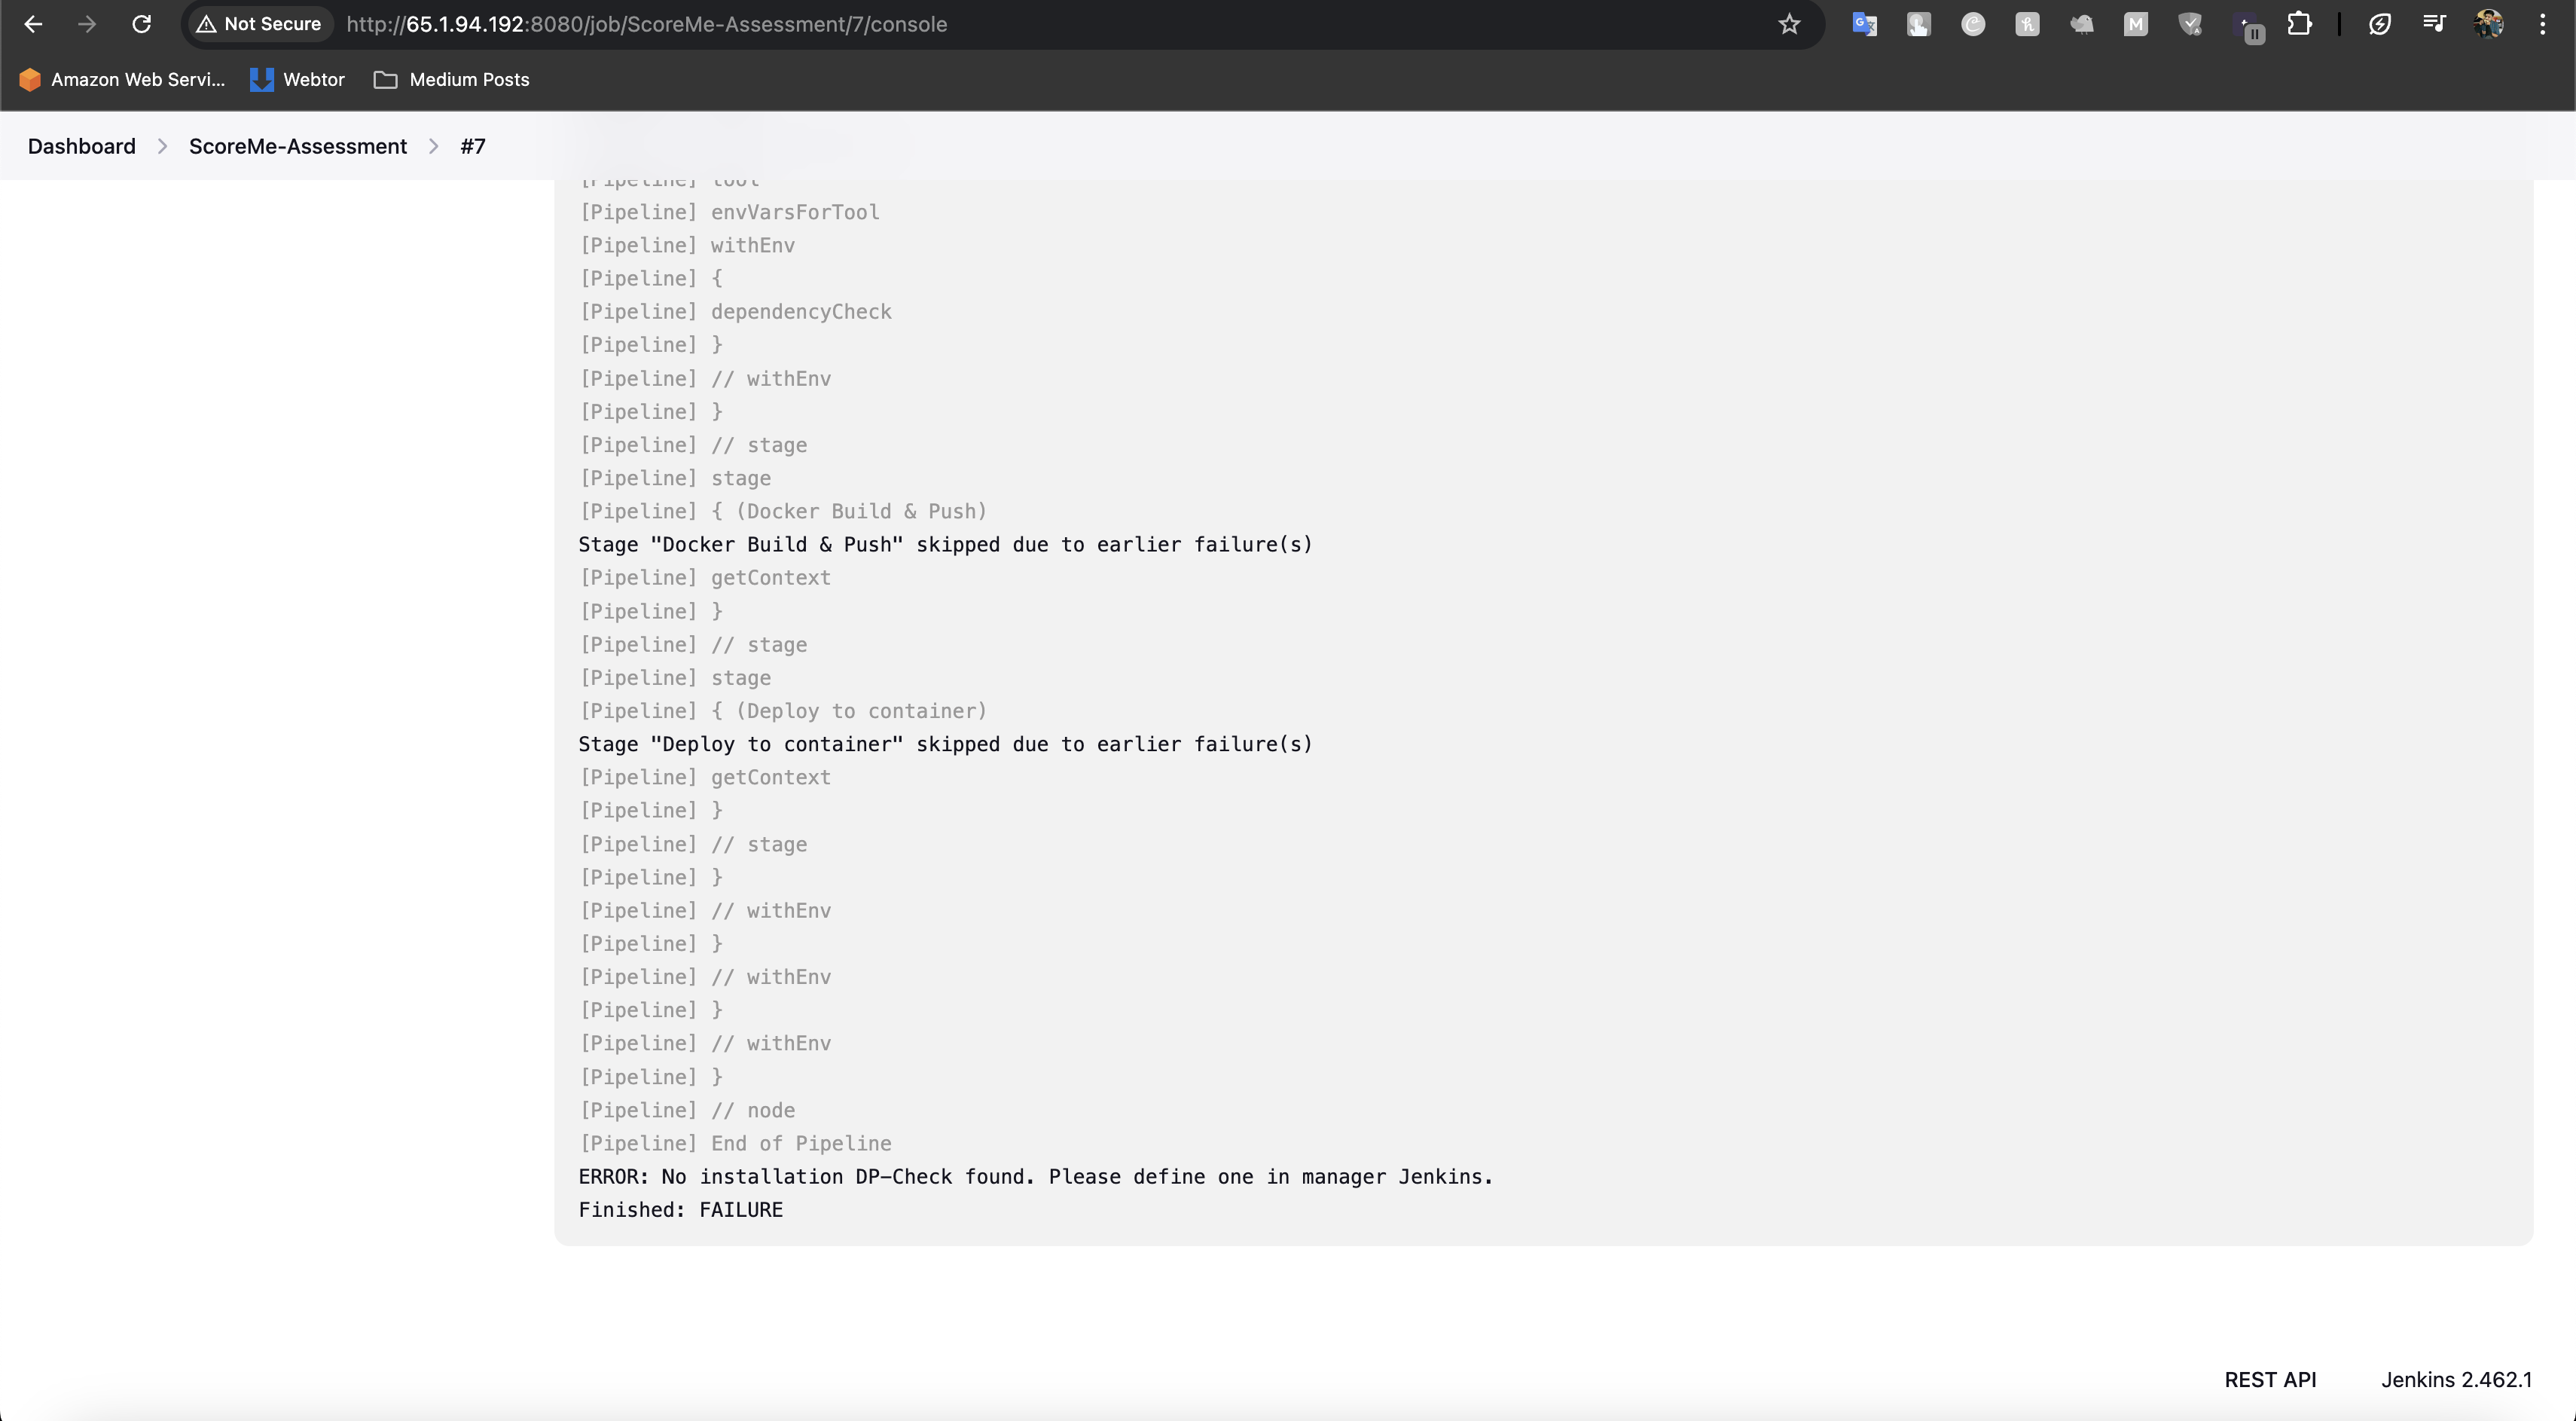 Not Secure
http://65.1.94.192:8080/job/ScoreMe-Assessment/7/console
Amazon Web Servi...
Webtor
Medium Posts
Dashboard
ScoreMe-Assessment
#7
[Pipeline] tool
[Pipeline] envVarsForTool
[Pipeline] withEnv
[Pipeline] {
[Pipeline] dependencyCheck
[Pipeline] }
[Pipeline] // withEnv
[Pipeline] }
[Pipeline] // stage
[Pipeline] stage
[Pipeline] { (Docker Build & Push)
Stage "Docker Build & Push" skipped due to earlier failure(s)
[Pipeline] getContext
[Pipeline] }
[Pipeline] // stage
[Pipeline] stage
[Pipeline] { (Deploy to container)
Stage "Deploy to container" skipped due to earlier failure(s)
[Pipeline] getContext
[Pipeline] }
[Pipeline] // stage
[Pipeline] }
[Pipeline] // withEnv
[Pipeline] }
[Pipeline] // withEnv
[Pipeline] }
[Pipeline] // withEnv
[Pipeline] }
[Pipeline] // node
[Pipeline] End of Pipeline
ERROR: No installation DP-Check found. Please define one in manager Jenkins.
Finished: FAILURE
REST API
Jenkins 2.462.1